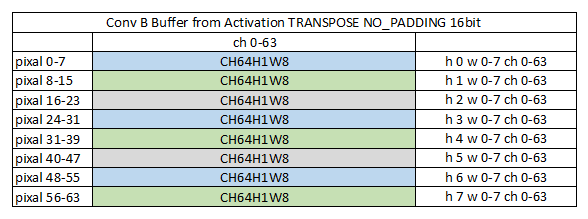 Conv B Buffer from Activation TRANSPOSE NO_PADDING 16bit
ch 0-63
pixal 0-7 CH64H1W8 h 0 w 0-7 ch 0-63
pixal 8-15 CH64H1W8 h 1 w 0-7 ch 0-63
pixal 16-23 CH64H1W8 h 2 w 0-7 ch 0-63
pixal 24-31 CH64H1W8 h 3 w 0-7 ch 0-63
pixal 31-39 CH64H1W8 h 4 w 0-7 ch 0-63
pixal 40-47 CH64H1W8 h 5 w 0-7 ch 0-63
pixal 48-55 CH64H1W8 h 6 w 0-7 ch 0-63
pixal 56-63 CH64H1W8 h 7 w 0-7 ch 0-63